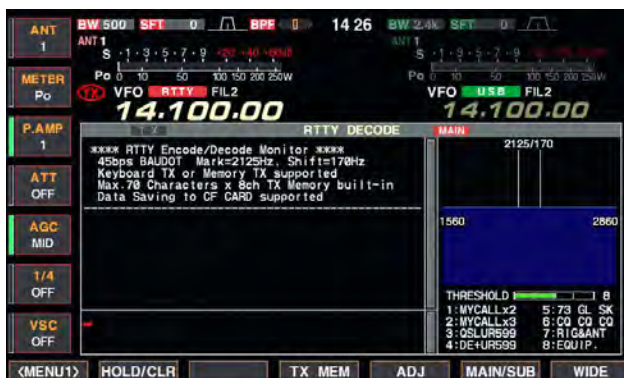 ANT
1
METER
Po
P.AMP
1
ATT
OFF
AGC
MID
1/4
OFF
VSC
OFF
BW 500 SFT 0 BPF 14 26 BW 2.4k SFT 0
ANT 1 ANT 1
S ·1·3·5·7·9 +20 +40 +60dB S ·1·3·5·7·9
Po 0 10 50 100 150 200 250W Po 0 10 50 100 150 200 250W
TX VFO RTTY FIL2 VFO USB FIL2
14.100.00 14.100.00
TX RTTY DECODE MAIN
**** RTTY Encode/Decode Monitor ****
45bps BAUDOT Mark=2125Hz, Shift=170Hz
Keyboard TX or Memory TX supported
Max.70 Characters x 8ch TX Memory built-in
Data Saving to CF CARD supported
2125/170
1560 2860
THRESHOLD 8
1:MYCALLx2 5:73 GL SK
2:MYCALLx3 6:CQ CQ CQ
3:QSLUR599 7:RIG&ANT
4:DE+UR599 8:EQUIP.
<MENU1> HOLD/CLR TX MEM ADJ MAIN/SUB WIDE